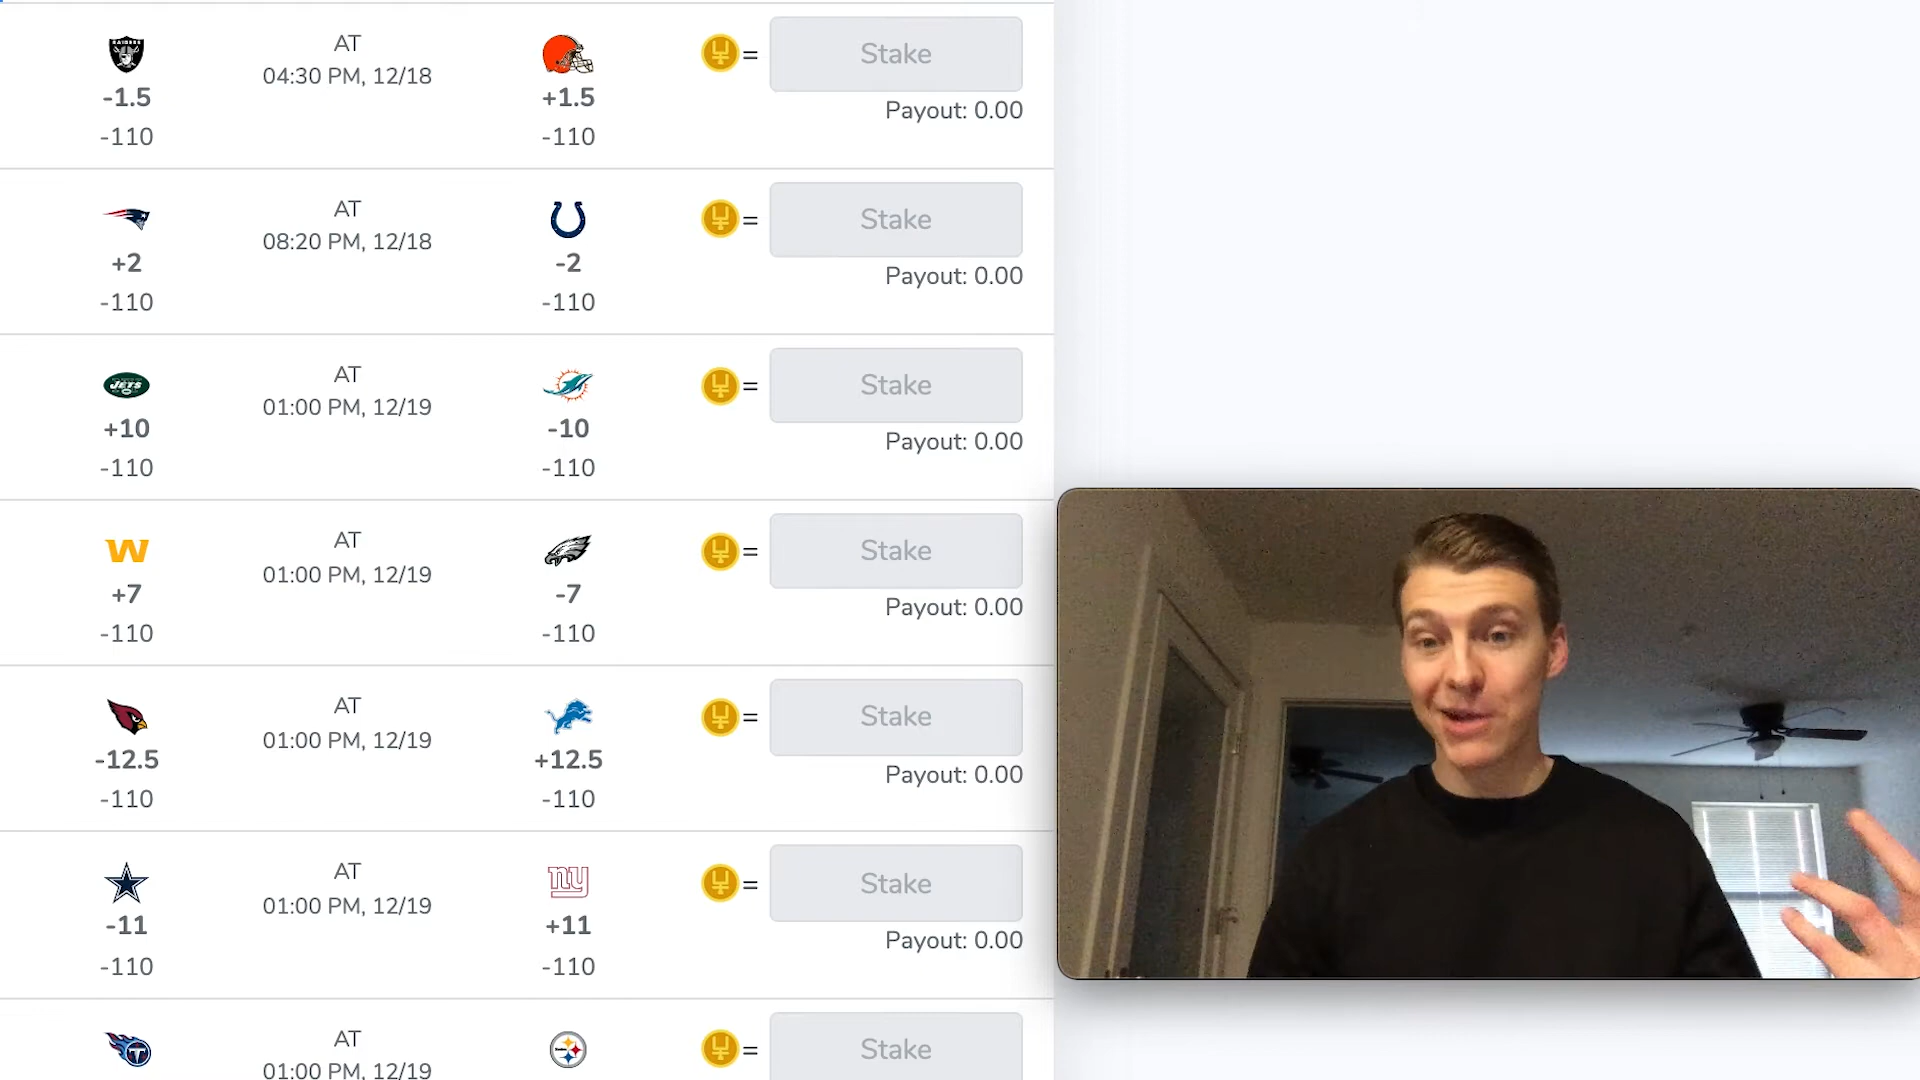 RAIDERS
AT
04:30 PM, 12/18
-1.5
-110
+1.5
-110
=
Stake
Payout: 0.00
AT
08:20 PM, 12/18
+2
-110
-2
-110
=
Stake
Payout: 0.00
JETS
AT
01:00 PM, 12/19
+10
-110
-10
-110
=
Stake
Payout: 0.00
W
AT
01:00 PM, 12/19
+7
-110
-7
-110
=
Stake
Payout: 0.00
AT
01:00 PM, 12/19
-12.5
-110
+12.5
-110
=
Stake
Payout: 0.00
ny
AT
01:00 PM, 12/19
-11
-110
+11
-110
=
Stake
Payout: 0.00
T
AT
01:00 PM, 12/19
=
Stake